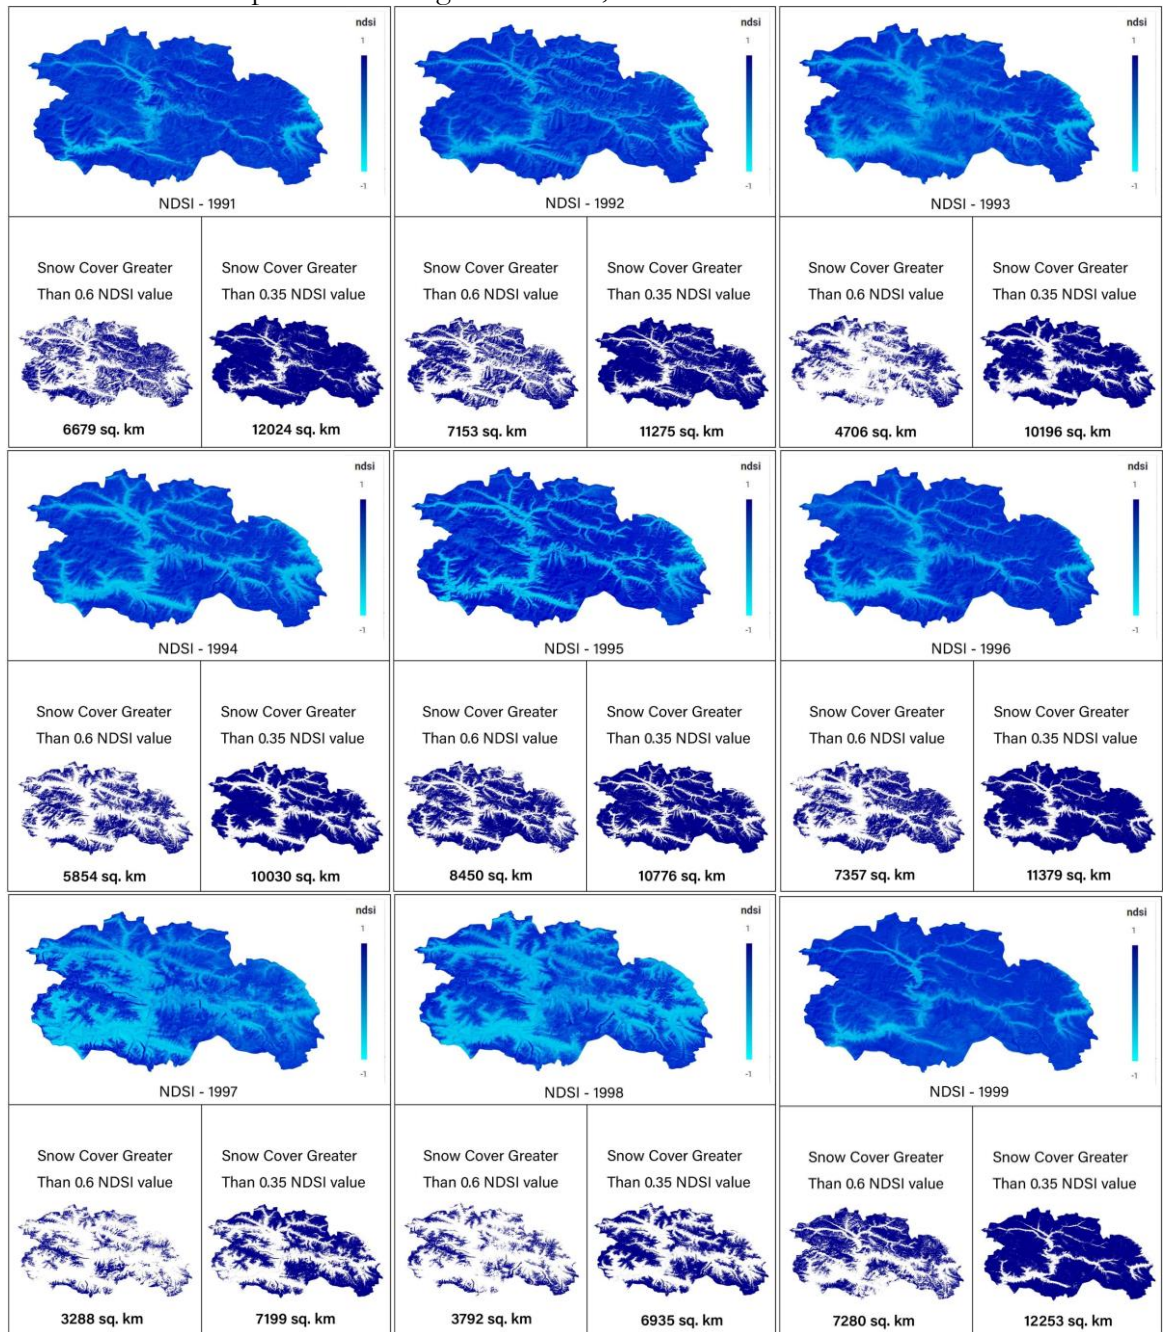 ndsi
1
-1
NDSI - 1991
ndsi
1
-1
NDSI - 1992
ndsi
1
-1
NDSI - 1993
Snow Cover Greater
Than 0.6 NDSI value
6679 sq. km
Snow Cover Greater
Than 0.35 NDSI value
12024 sq. km
Snow Cover Greater
Than 0.6 NDSI value
7153 sq. km
Snow Cover Greater
Than 0.35 NDSI value
11275 sq. km
Snow Cover Greater
Than 0.6 NDSI value
4706 sq. km
Snow Cover Greater
Than 0.35 NDSI value
10196 sq. km
ndsi
1
-1
NDSI - 1994
ndsi
1
-1
NDSI - 1995
ndsi
1
-1
NDSI - 1996
Snow Cover Greater
Than 0.6 NDSI value
5854 sq. km
Snow Cover Greater
Than 0.35 NDSI value
10030 sq. km
Snow Cover Greater
Than 0.6 NDSI value
8450 sq. km
Snow Cover Greater
Than 0.35 NDSI value
10776 sq. km
Snow Cover Greater
Than 0.6 NDSI value
7357 sq. km
Snow Cover Greater
Than 0.35 NDSI value
11379 sq. km
ndsi
1
-1
NDSI - 1997
ndsi
1
-1
NDSI - 1998
ndsi
1
-1
NDSI - 1999
Snow Cover Greater
Than 0.6 NDSI value
3288 sq. km
Snow Cover Greater
Than 0.35 NDSI value
7199 sq. km
Snow Cover Greater
Than 0.6 NDSI value
3792 sq. km
Snow Cover Greater
Than 0.35 NDSI value
6935 sq. km
Snow Cover Greater
Than 0.6 NDSI value
7280 sq. km
Snow Cover Greater
Than 0.35 NDSI value
12253 sq. km